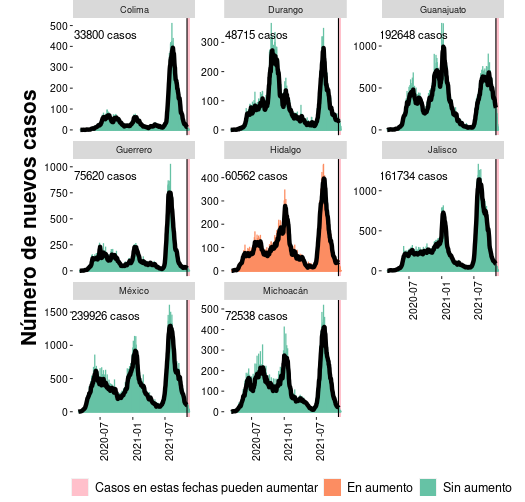 Colima
Durango
Guanajuato
500
400
300
200
100
0
33800 casos
300
200
100
0
48715 casos
1000
500
0
192648 casos
Guerrero
Hidalgo
Jalisco
1000
750
500
250
0
75620 casos
400
300
200
100
0
60562 casos
1000
500
0
161734 casos
2020-07
2021-01
2021-07
México
Michoacán
1500
1000
500
0
239926 casos
500
400
300
200
100
0
72538 casos
2020-07
2021-01
2021-07
2020-07
2021-01
2021-07
Número de nuevos casos
Casos en estas fechas pueden aumentar
En aumento
Sin aumento